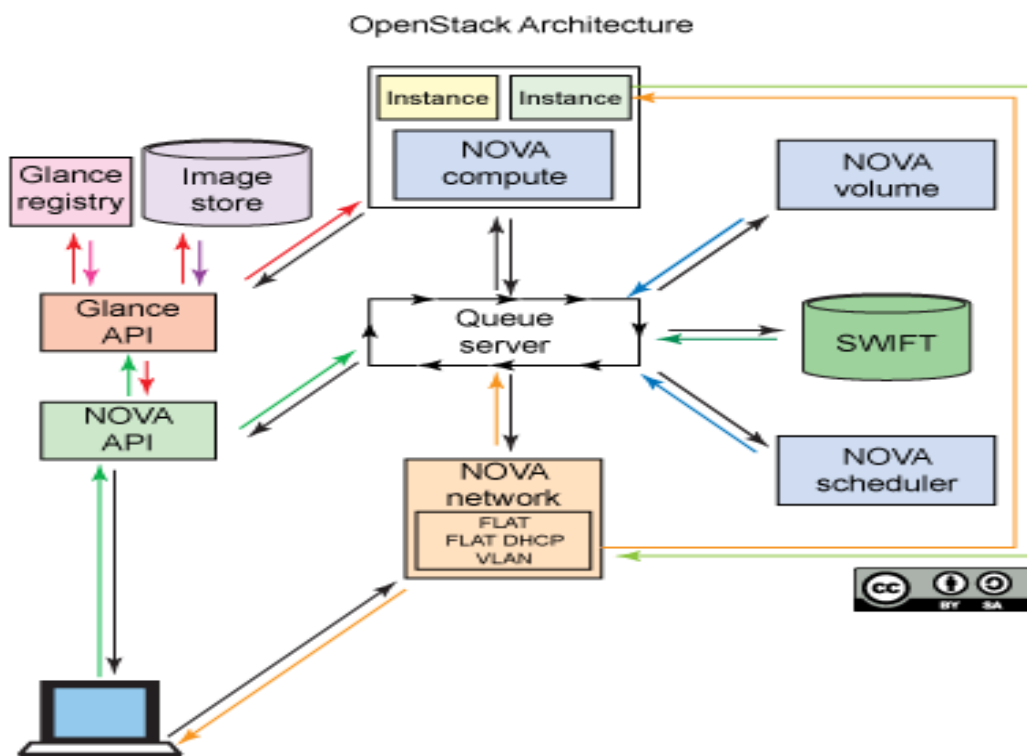 OpenStack Architecture
Instance
Instance
NOVA
compute
Glance
registry
Image
store
NOVA
volume
Glance
API
Queue
server
SWIFT
NOVA
API
NOVA
network
FLAT
FLAT DHCP
VLAN
NOVA
scheduler
cc
BY SA